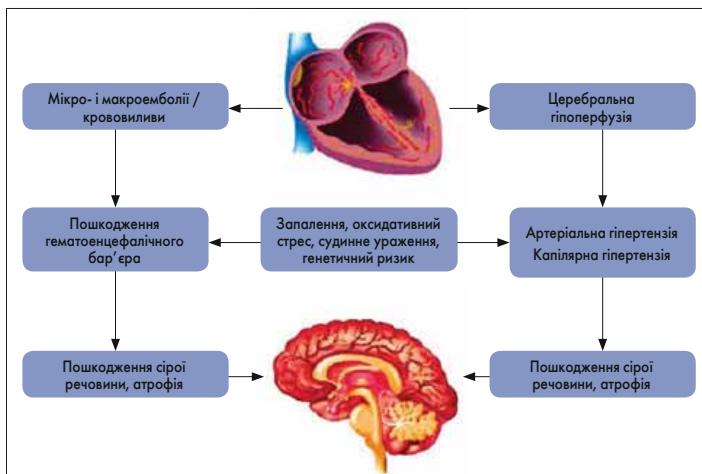 Мікро- і макроемболії /
крововиливи
Церебральна
гіпоперфузія
Пошкодження
гематоенцефалічного
бар’єра
Запалення, оксидативний
стрес, судинне ураження,
генетичний ризик
Артеріальна гіпертензія
Капілярна гіпертензія
Пошкодження сірої
речовини, атрофія
Пошкодження сірої
речовини, атрофія